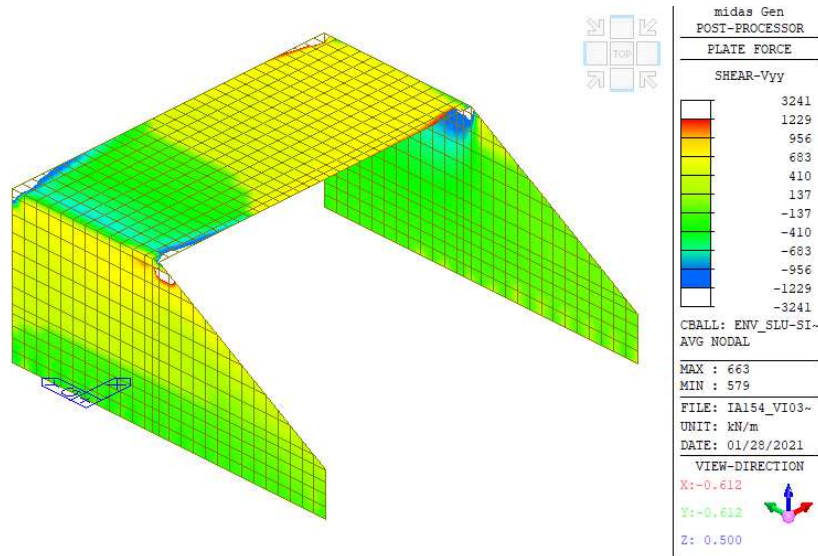 TOP
midas Gen
POST-PROCESSOR
PLATE FORCE
SHEAR-Vyy
3241
1229
956
683
410
137
-137
-410
-683
-956
-1229
-3241
CBALL: ENV_SLU-SI~
AVG NODAL
MAX : 663
MIN : 579
FILE: IA154_VI03~
UNIT: kN/m
DATE: 01/28/2021
VIEW-DIRECTION
X:-0.612
Y:-0.612
Z: 0.500